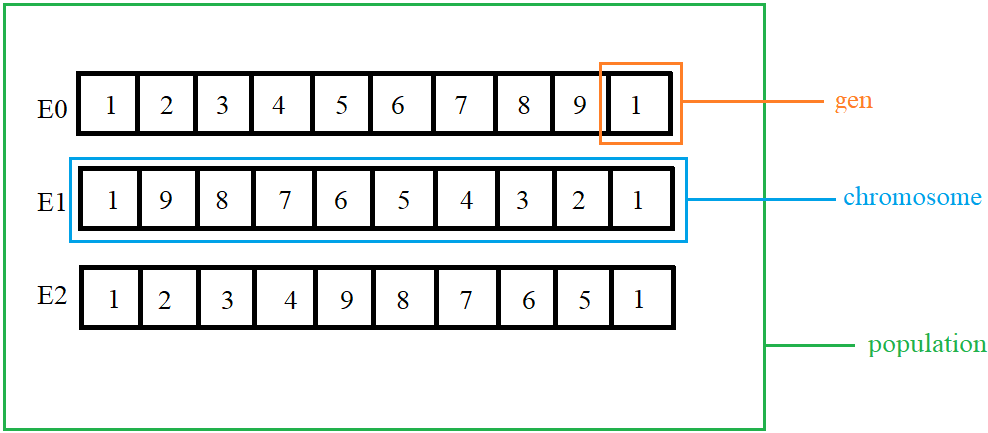 E0 1 2 3 4 5 6 7 8 9 1 gen
E1 1 9 8 7 6 5 4 3 2 1 chromosome
E2 1 2 3 4 9 8 7 6 5 1
population